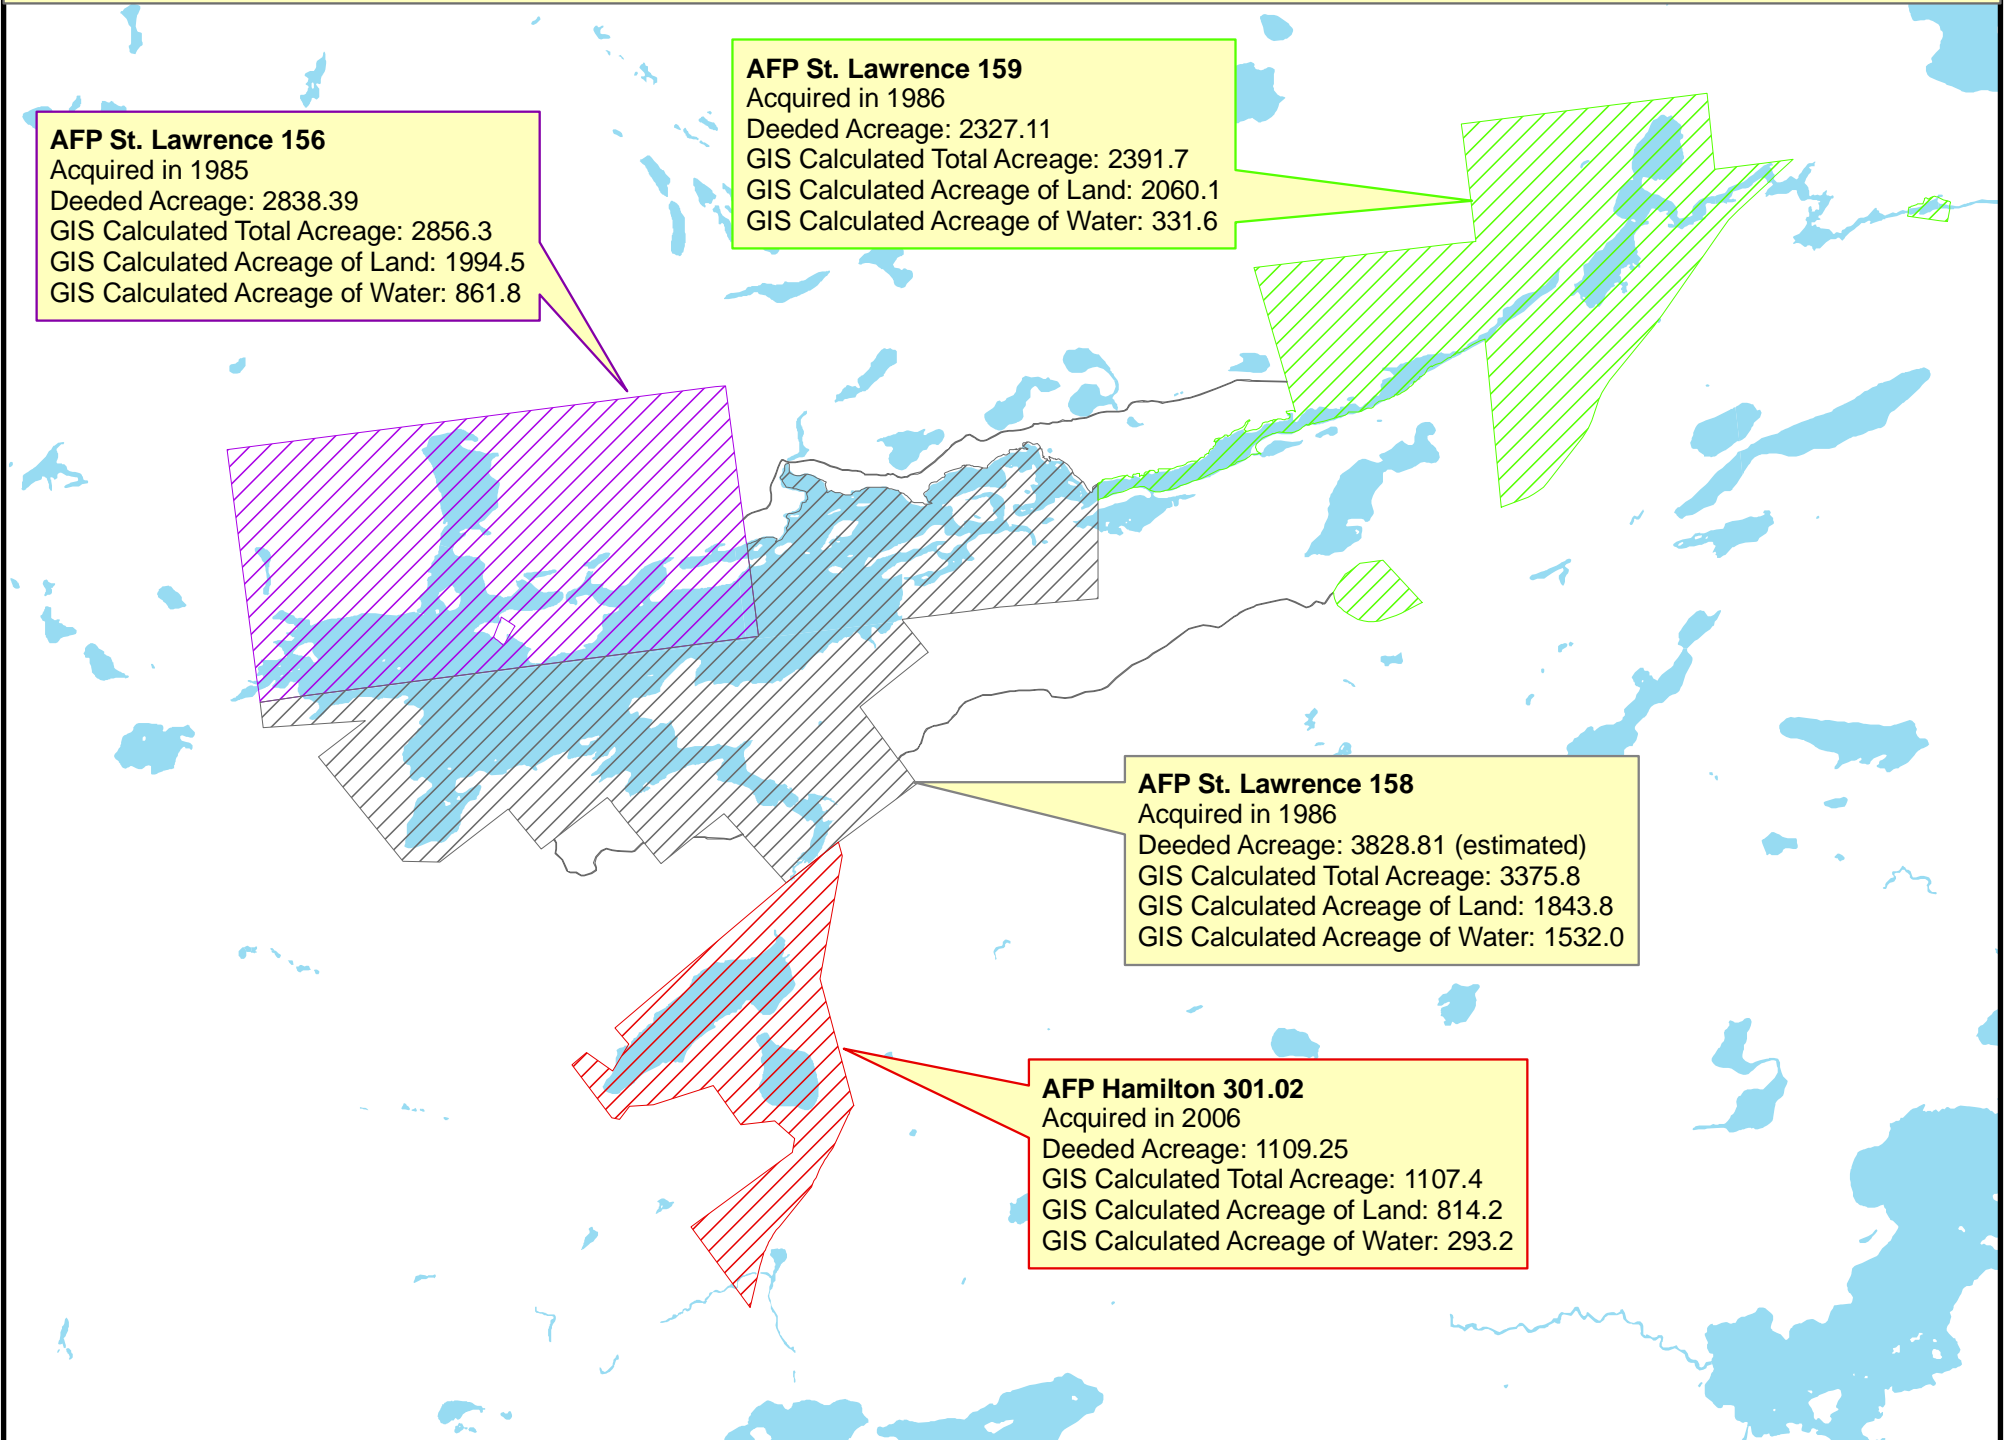 AFP St. Lawrence 159
Acquired in 1986
Deeded Acreage: 2327.11
GIS Calculated Total Acreage: 2391.7
GIS Calculated Acreage of Land: 2060.1
GIS Calculated Acreage of Water: 331.6
AFP St. Lawrence 156
Acquired in 1985
Deeded Acreage: 2838.39
GIS Calculated Total Acreage: 2856.3
GIS Calculated Acreage of Land: 1994.5
GIS Calculated Acreage of Water: 861.8
AFP St. Lawrence 158
Acquired in 1986
Deeded Acreage: 3828.81 (estimated)
GIS Calculated Total Acreage: 3375.8
GIS Calculated Acreage of Land: 1843.8
GIS Calculated Acreage of Water: 1532.0
AFP Hamilton 301.02
Acquired in 2006
Deeded Acreage: 1109.25
GIS Calculated Total Acreage: 1107.4
GIS Calculated Acreage of Land: 814.2
GIS Calculated Acreage of Water: 293.2